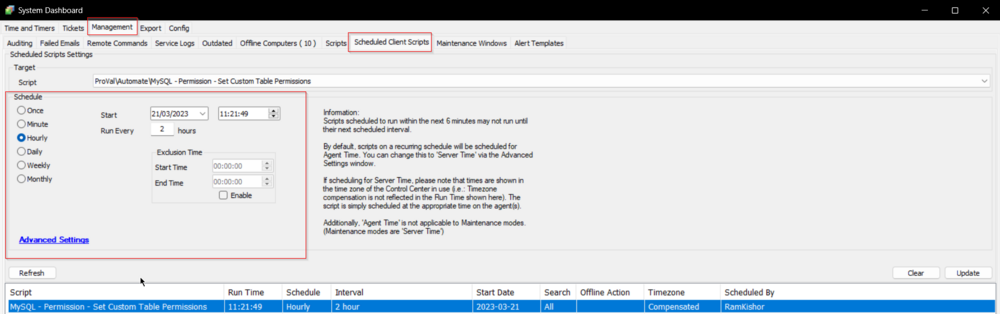 System Dashboard
Time and Timers Tickets Management Export Config
Auditing Failed Emails Remote Commands Service Logs Outdated Offline Computers ( 10 ) Scripts Scheduled Client Scripts Maintenance Windows Alert Templates
Scheduled Scripts Settings
Target
Script ProVal\Automate\MySQL - Permission - Set Custom Table Permissions
Schedule
Once
Minute
Hourly
Daily
Weekly
Monthly
Start 21/03/2023 11:21:49
Run Every 2 hours
Exclusion Time
Start Time 00:00:00
End Time 00:00:00
Enable
Advanced Settings
Information:
Scripts scheduled to run within the next 6 minutes may not run until
their next scheduled interval.
By default, scripts on a recurring schedule will be scheduled for
Agent Time. You can change this to 'Server Time' via the Advanced
Settings window.
If scheduling for Server Time, please note that times are shown in
the time zone of the Control Center in use (i.e.: Timezone
compensation is not reflected in the Run Time shown here). The
script is simply scheduled at the appropriate time on the agent(s).
Additionally, 'Agent Time' is not applicable to Maintenance modes.
(Maintenance modes are 'Server Time')
Refresh Clear Update
Script Run Time Schedule Interval Start Date Search Offline Action Timezone Scheduled By
MySQL - Permission - Set Custom Table Permissions 11:21:49 Hourly 2 hour 2023-03-21 All Compensated RamKishor